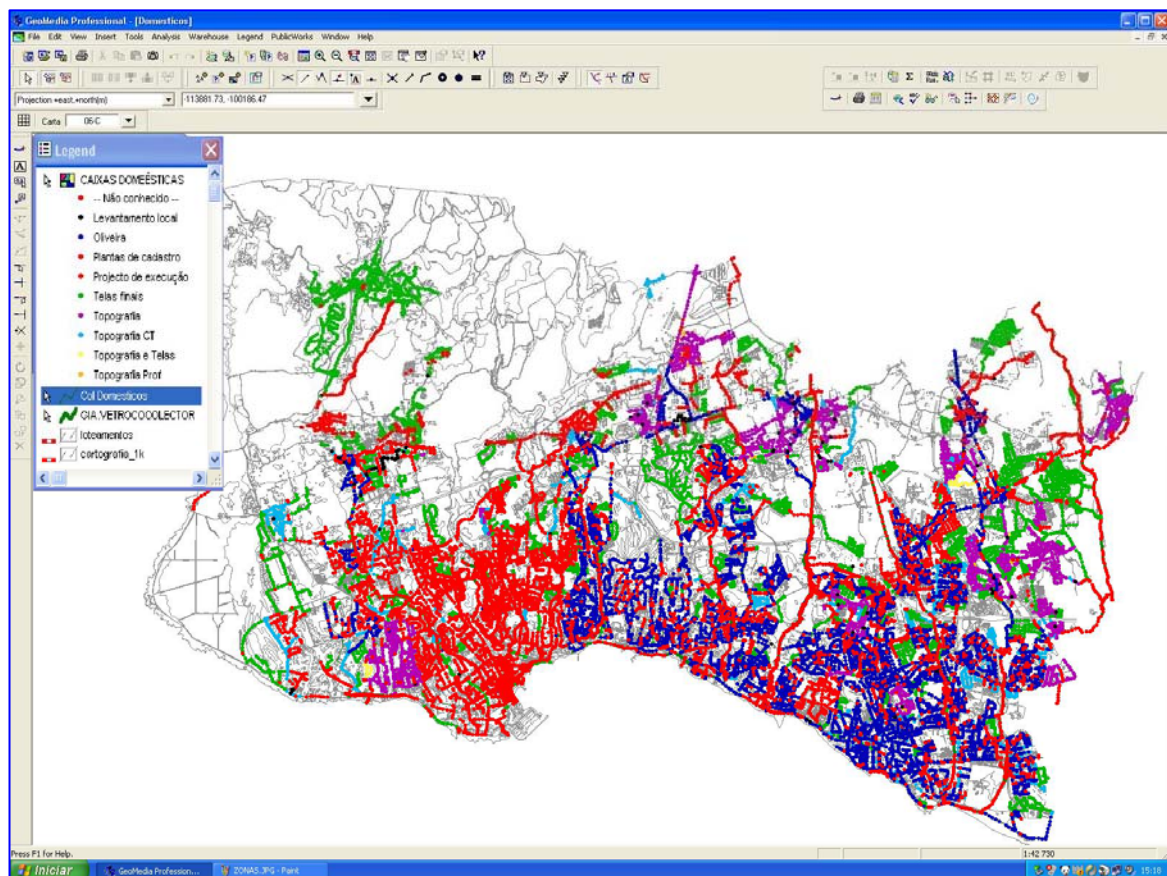 GeoMedia Professional - [Domesticos]
File Edit View Insert Tools Analysis Warehouse Legend PublicWorks Window Help
Projection +east,+north(m)
-113881.73, -100186.47
Carta 06-C
Legend
CAIXAS DOMEÉSTICAS
-- Não conhecido --
Levantamento local
Oliveira
Plantas de cadastro
Projecto de execução
Telas finais
Topografia
Topografia CT
Topografia e Telas
Topografia Prof
Col Domesticos
GIA.VETROCOOLECTOR
loteamentos
cartografia_1k
Press F1 for Help.
1:42 730
Iniciar
GeoMedia Profession...
ZONAS.JPG - Paint
15:18